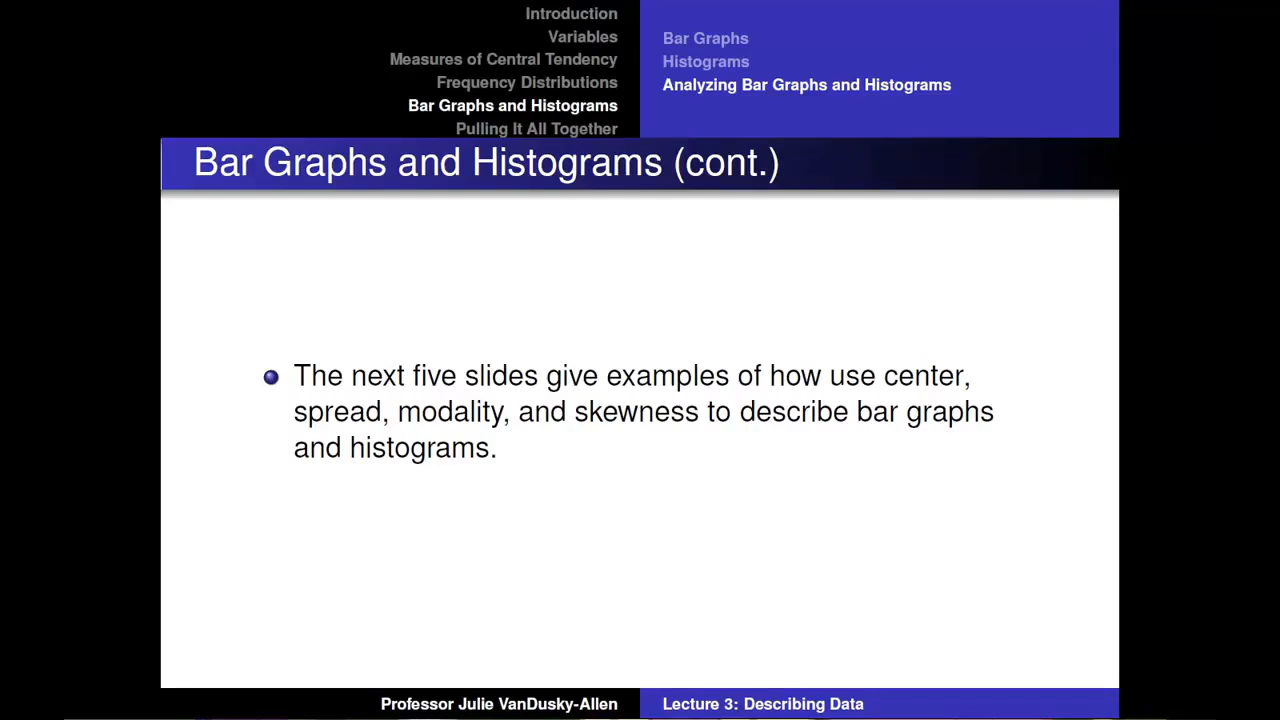 Introduction
Variables
Measures of Central Tendency
Frequency Distributions
Bar Graphs and Histograms
Pulling It All Together
Bar Graphs
Histograms
Analyzing Bar Graphs and Histograms
Bar Graphs and Histograms (cont.)
The next five slides give examples of how use center,
spread, modality, and skewness to describe bar graphs
and histograms.
Professor Julie VanDusky-Allen
Lecture 3: Describing Data